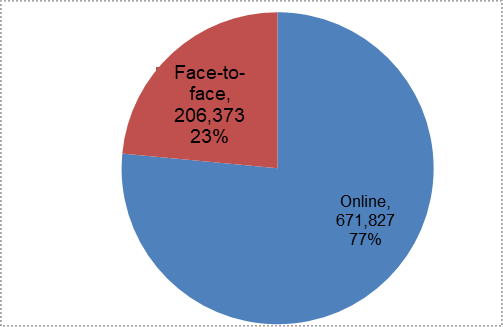 Face-to-
face,
206,373
23%
Online,
671,827
77%